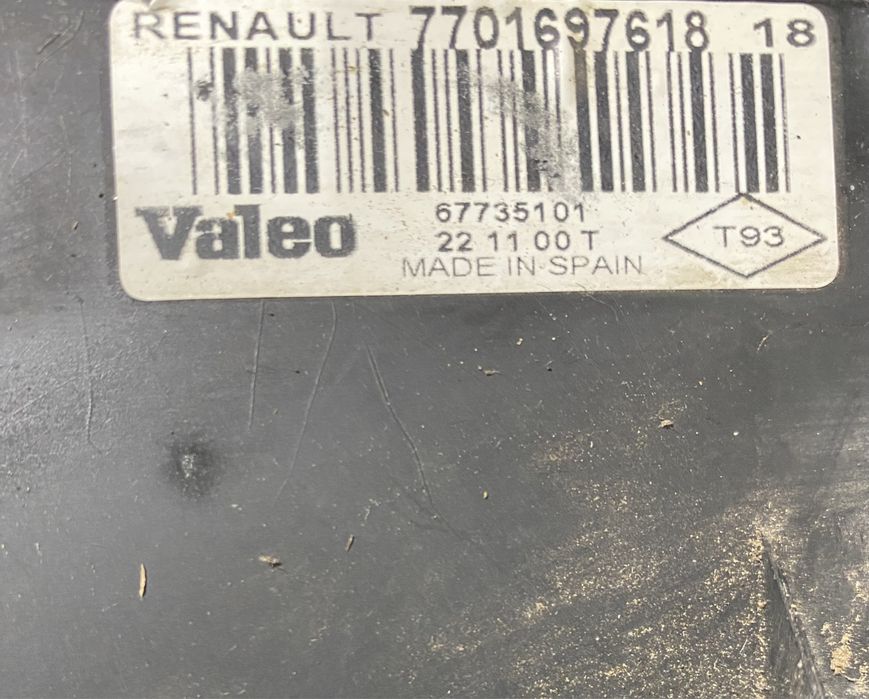 RENAULT 7701697618 18
Valeo
67735101
22 11 00 T
MADE IN SPAIN
T93